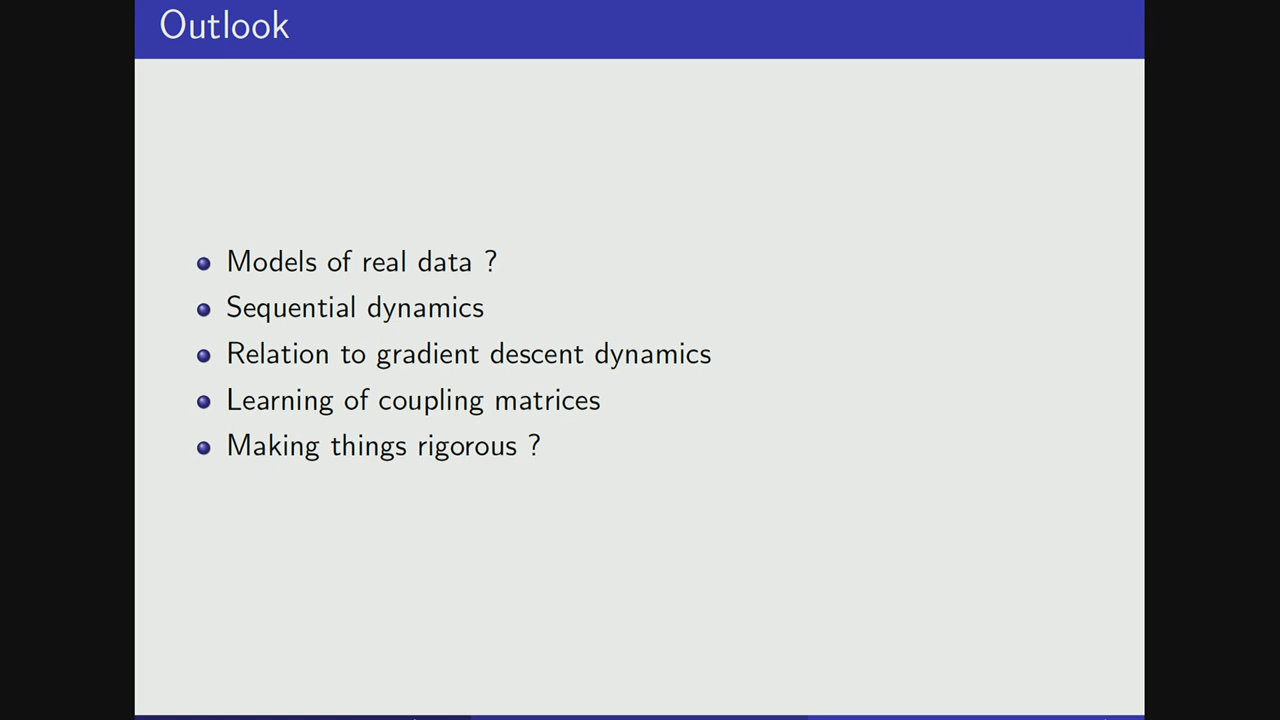 Outlook
Models of real data ?
Sequential dynamics
Relation to gradient descent dynamics
Learning of coupling matrices
Making things rigorous ?